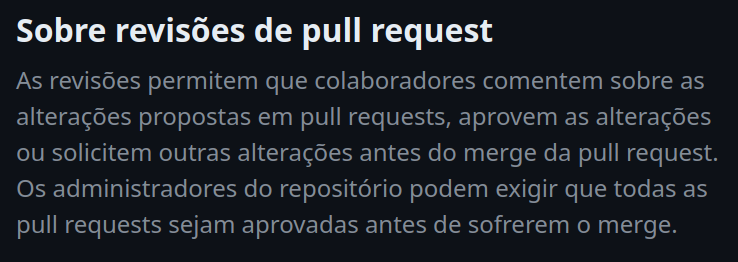 Sobre revisões de pull request
As revisões permitem que colaboradores comentem sobre as
alterações propostas em pull requests, aprovem as alterações
ou solicitem outras alterações antes do merge da pull request.
Os administradores do repositório podem exigir que todas as
pull requests sejam aprovadas antes de sofrerem o merge.